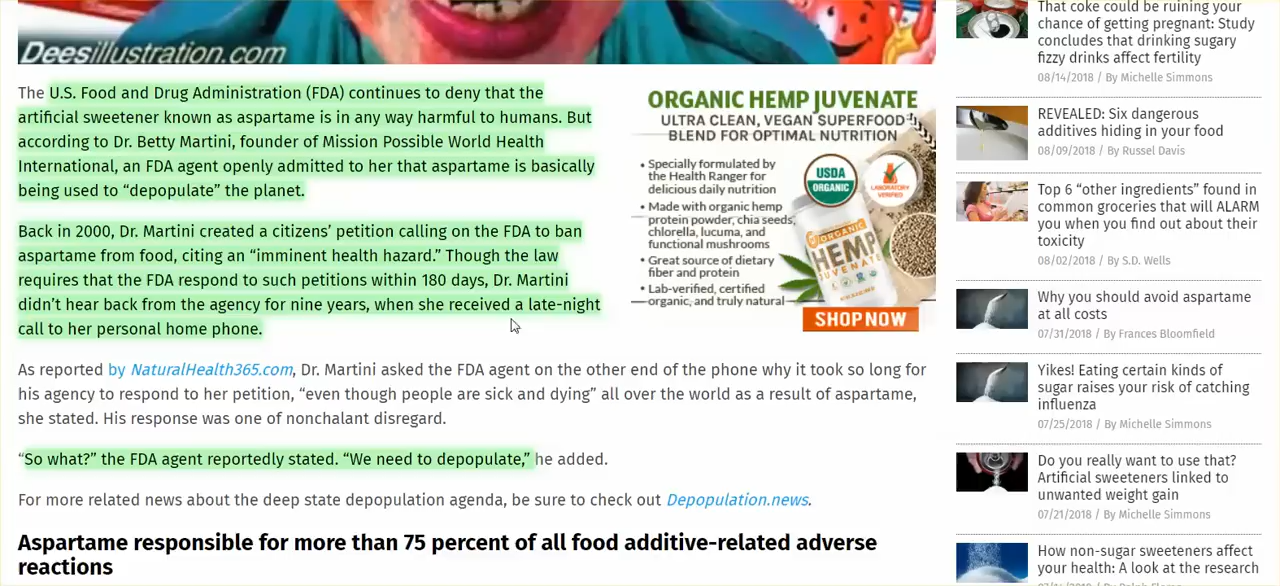 Deesillustration.com
The U.S. Food and Drug Administration (FDA) continues to deny that the
artificial sweetener known as aspartame is in any way harmful to humans. But
according to Dr. Betty Martini, founder of Mission Possible World Health
International, an FDA agent openly admitted to her that aspartame is basically
being used to “depopulate” the planet.
Back in 2000, Dr. Martini created a citizens’ petition calling on the FDA to ban
aspartame from food, citing an “imminent health hazard.” Though the law
requires that the FDA respond to such petitions within 180 days, Dr. Martini
didn’t hear back from the agency for nine years, when she received a late-night
call to her personal home phone.
As reported by NaturalHealth365.com, Dr. Martini asked the FDA agent on the other end of the phone why it took so long for
his agency to respond to her petition, “even though people are sick and dying” all over the world as a result of aspartame,
she stated. His response was one of nonchalant disregard.
“So what?” the FDA agent reportedly stated. “We need to depopulate,” he added.
For more related news about the deep state depopulation agenda, be sure to check out Depopulation.news.
Aspartame responsible for more than 75 percent of all food additive-related adverse
reactions
ORGANIC HEMP JUVENATE
ULTRA CLEAN, VEGAN SUPERFOOD
BLEND FOR OPTIMAL NUTRITION
• Specially formulated by
the Health Ranger for
delicious daily nutrition
• Made with organic hemp
protein powder, chia seeds,
chlorella, lucuma, and
functional mushrooms
• Great source of dietary
fiber and protein
• Lab-verified, certified
organic, and truly natural
USDA
ORGANIC
LABORATORY
VERIFIED
ORGANIC
HEMP
JUVENATE
SHOP NOW
That coke could be ruining your
chance of getting pregnant: Study
concludes that drinking sugary
fizzy drinks affect fertility
08/14/2018 / By Michelle Simmons
REVEALED: Six dangerous
additives hiding in your food
08/09/2018 / By Russel Davis
Top 6 “other ingredients” found in
common groceries that will ALARM
you when you find out about their
toxicity
08/02/2018 / By S.D. Wells
Why you should avoid aspartame
at all costs
07/31/2018 / By Frances Bloomfield
Yikes! Eating certain kinds of
sugar raises your risk of catching
influenza
07/25/2018 / By Michelle Simmons
Do you really want to use that?
Artificial sweeteners linked to
unwanted weight gain
07/21/2018 / By Michelle Simmons
How non-sugar sweeteners affect
your health: A look at the research